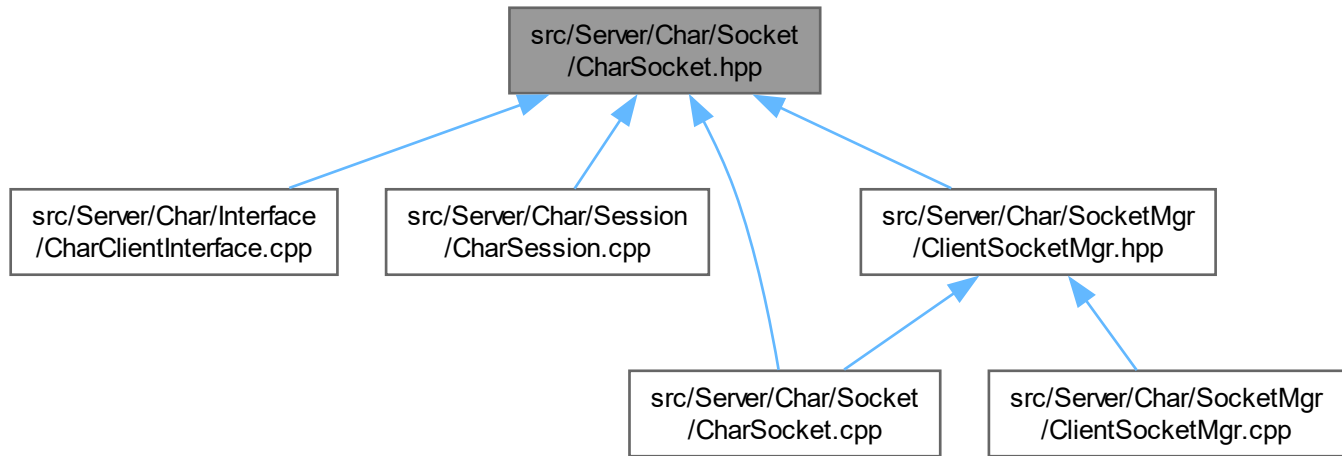 src/Server/Char/Socket
/CharSocket.hpp
src/Server/Char/Interface
/CharClientInterface.cpp
src/Server/Char/Session
/CharSession.cpp
src/Server/Char/SocketMgr
/ClientSocketMgr.hpp
src/Server/Char/Socket
/CharSocket.cpp
src/Server/Char/SocketMgr
/ClientSocketMgr.cpp